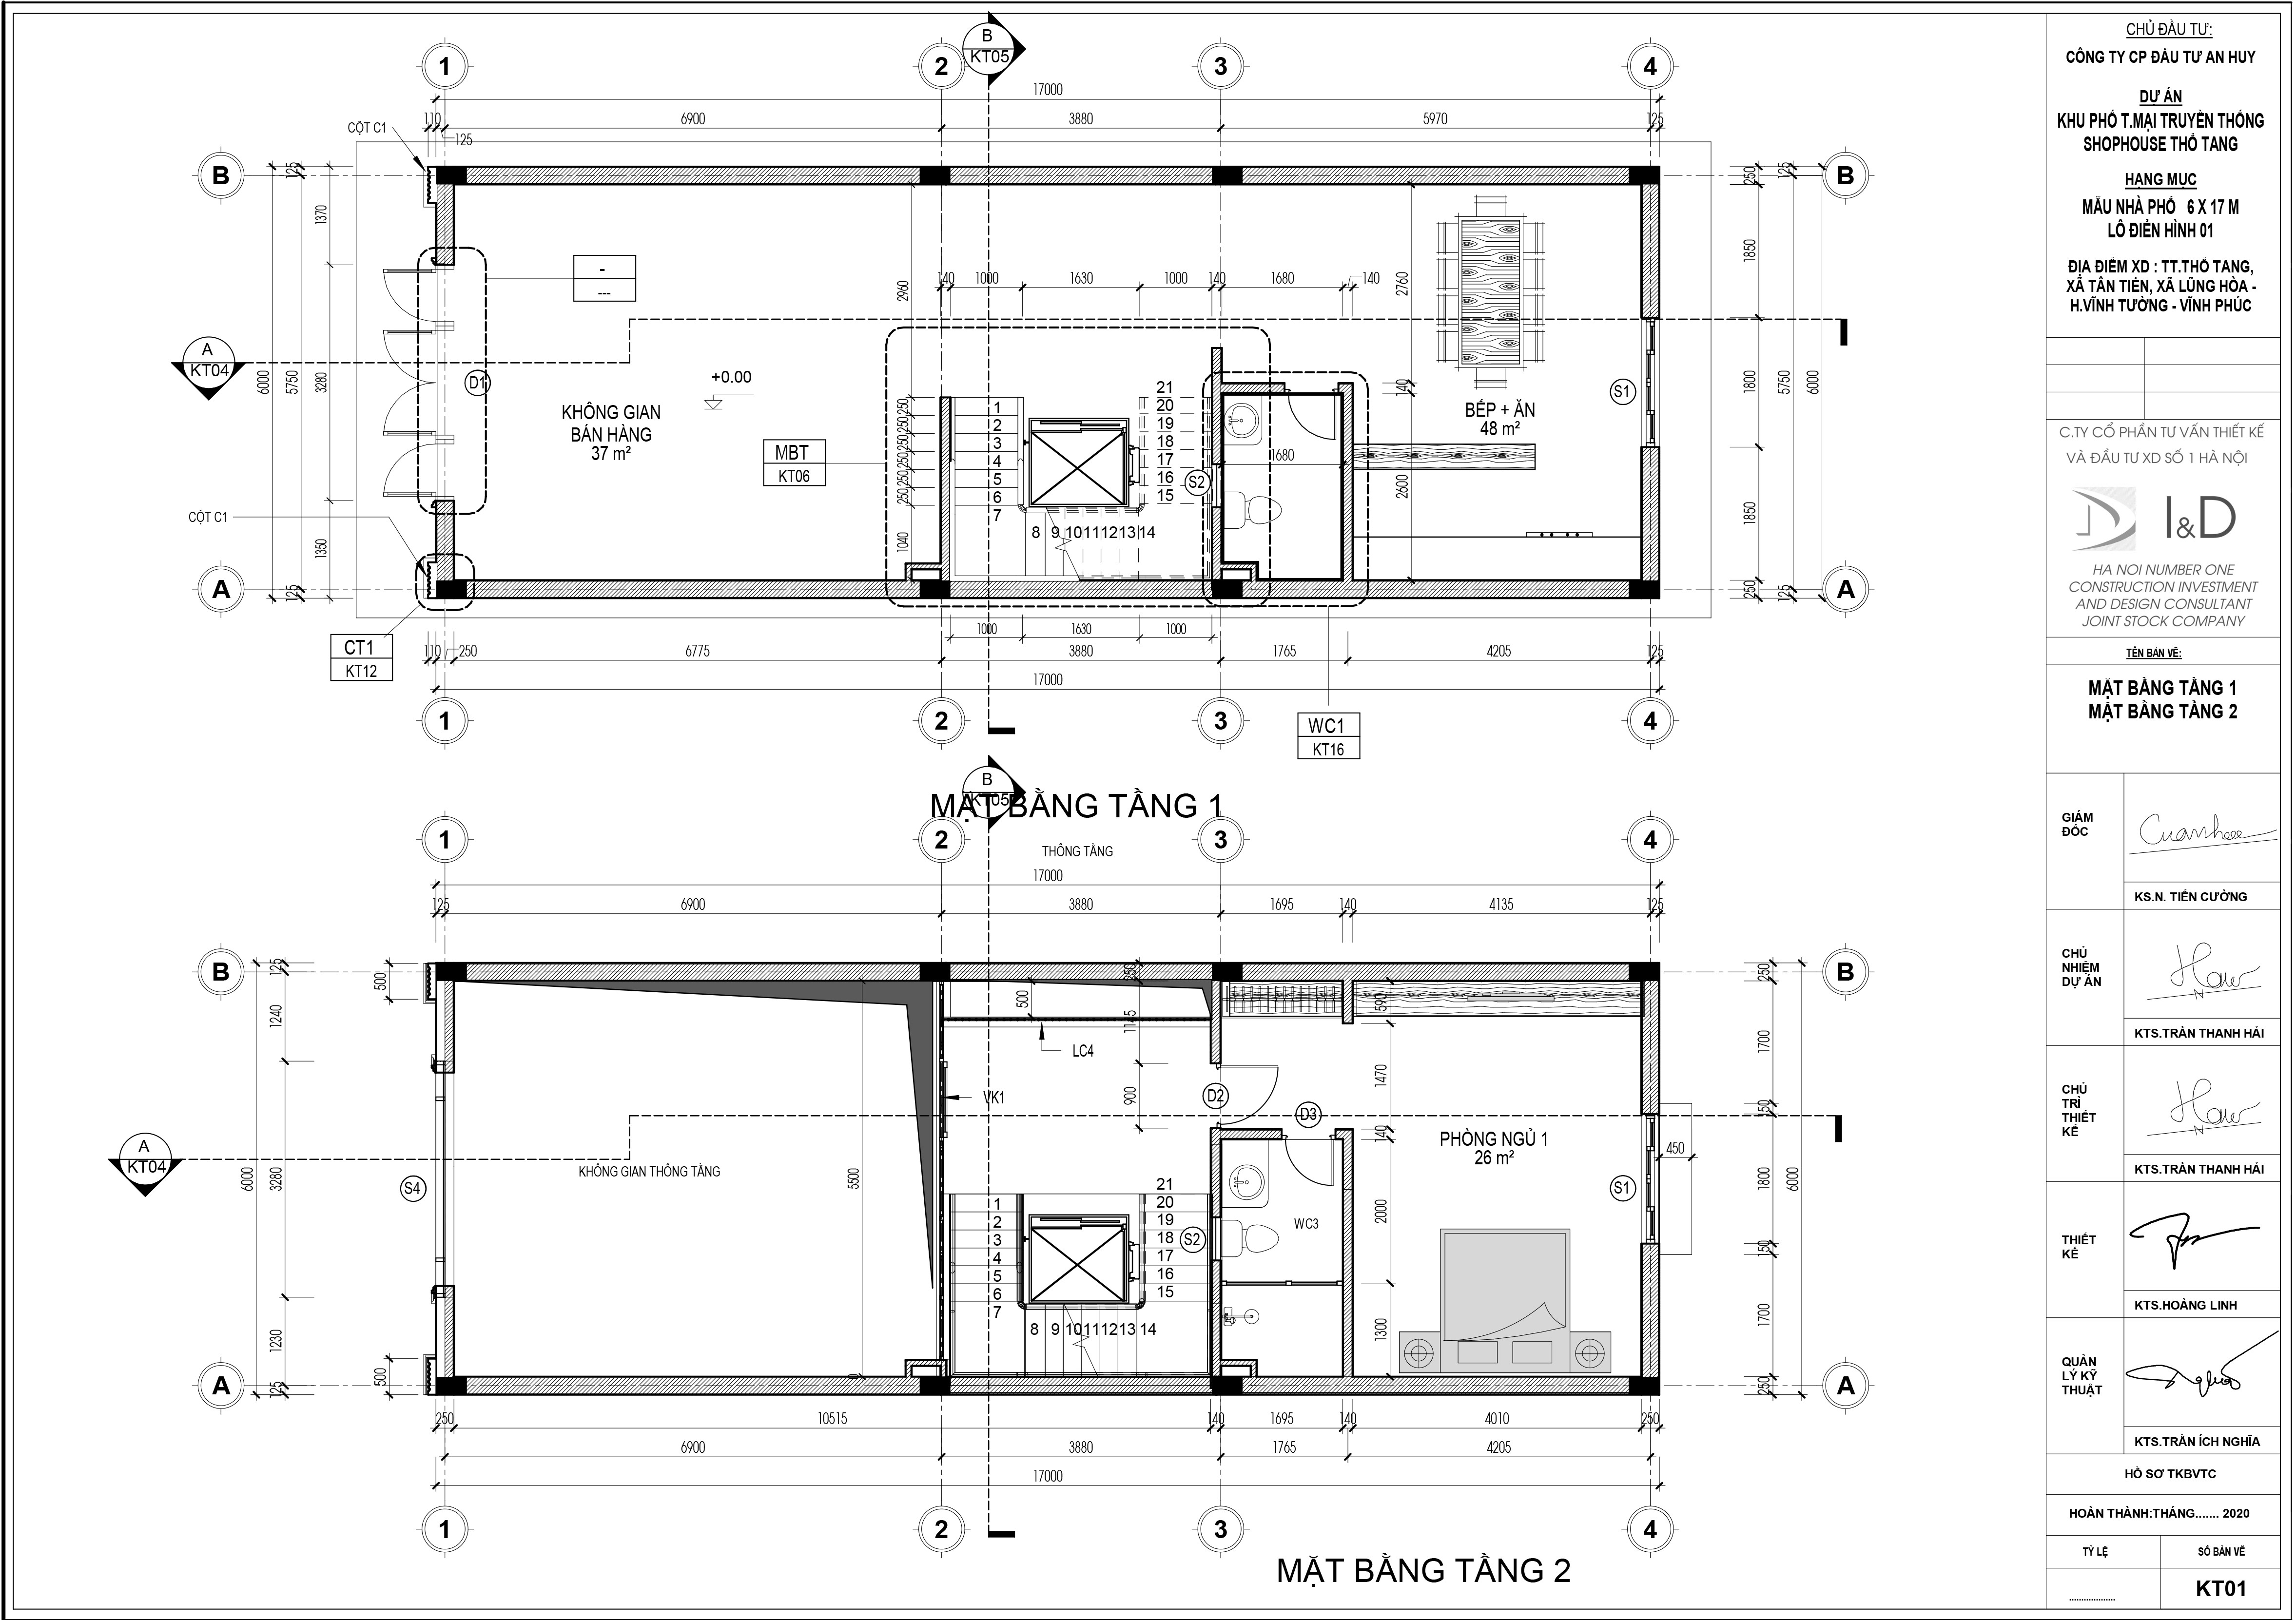 B
KT05
1
2
3
4
17000
110
6900
3880
5970
125
125
CỘT C1
B
B
125
1370
250
125
1850
140
1000
1630
1000
140
1680
140
2960
2760
-
---
A
KT04
6000
5750
3280
D1
+0.00
KHÔNG GIAN
BÁN HÀNG
37 m²
MBT
KT06
250
250
250
250
250
250
1040
1
2
3
4
5
6
7
8
9
10
11
12
13
14
21
20
19
18
17
16
15
S2
1680
140
2600
BẾP + ĂN
48 m²
S1
1800
5750
6000
1850
CỘT C1
1350
125
A
A
250
125
CT1
KT12
1000
1630
1000
110
250
6775
3880
1765
4205
125
17000
1
2
3
4
WC1
KT16
MẶT BẰNG TẦNG 1
B
KT05
THÔNG TẦNG
1
2
3
4
17000
125
6900
3880
1695
140
4135
125
B
B
125
500
1240
250
500
1145
590
250
1700
LC4
VK1
900
D2
1470
D3
140
150
A
KT04
6000
3280
S4
KHÔNG GIAN THÔNG TẦNG
5500
PHÒNG NGỦ 1
26 m²
450
S1
1800
6000
150
1
2
3
4
5
6
7
8
9
10
11
12
13
14
21
20
19
18
17
16
15
S2
WC3
2000
1300
1700
1230
500
125
0
A
A
250
250
10515
140
1695
140
4010
250
6900
3880
1765
4205
17000
1
2
3
4
MẶT BẰNG TẦNG 2
CHỦ ĐẦU TƯ:
CÔNG TY CP ĐẦU TƯ AN HUY
DỰ ÁN
KHU PHỐ T.MẠI TRUYỀN THỐNG
SHOPHOUSE THỔ TANG
HẠNG MỤC
MẪU NHÀ PHỐ 6 X 17 M
LÔ ĐIỂN HÌNH 01
ĐỊA ĐIỂM XD : TT.THỔ TANG,
XÃ TÂN TIẾN, XÃ LŨNG HÒA -
H.VĨNH TƯỜNG - VĨNH PHÚC
C.TY CỔ PHẦN TƯ VẤN THIẾT KẾ
VÀ ĐẦU TƯ XD SỐ 1 HÀ NỘI
I&D
HA NOI NUMBER ONE
CONSTRUCTION INVESTMENT
AND DESIGN CONSULTANT
JOINT STOCK COMPANY
TÊN BẢN VẼ:
MẶT BẰNG TẦNG 1
MẶT BẰNG TẦNG 2
GIÁM
ĐỐC
KS.N. TIẾN CƯỜNG
CHỦ
NHIỆM
DỰ ÁN
KTS.TRẦN THANH HẢI
CHỦ
TRÌ
THIẾT
KẾ
KTS.TRẦN THANH HẢI
THIẾT
KẾ
KTS.HOÀNG LINH
QUẢN
LÝ KỸ
THUẬT
KTS.TRẦN ÍCH NGHĨA
HỒ SƠ TKBVTC
HOÀN THÀNH:THÁNG....... 2020
TỶ LỆ
SỐ BẢN VẼ
...................
KT01